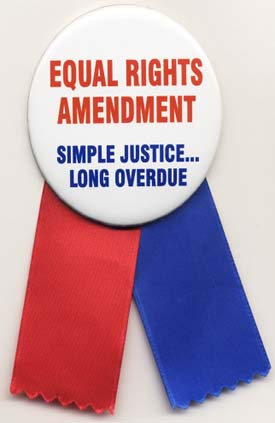 EQUAL RIGHTS
AMENDMENT
SIMPLE JUSTICE...
LONG OVERDUE